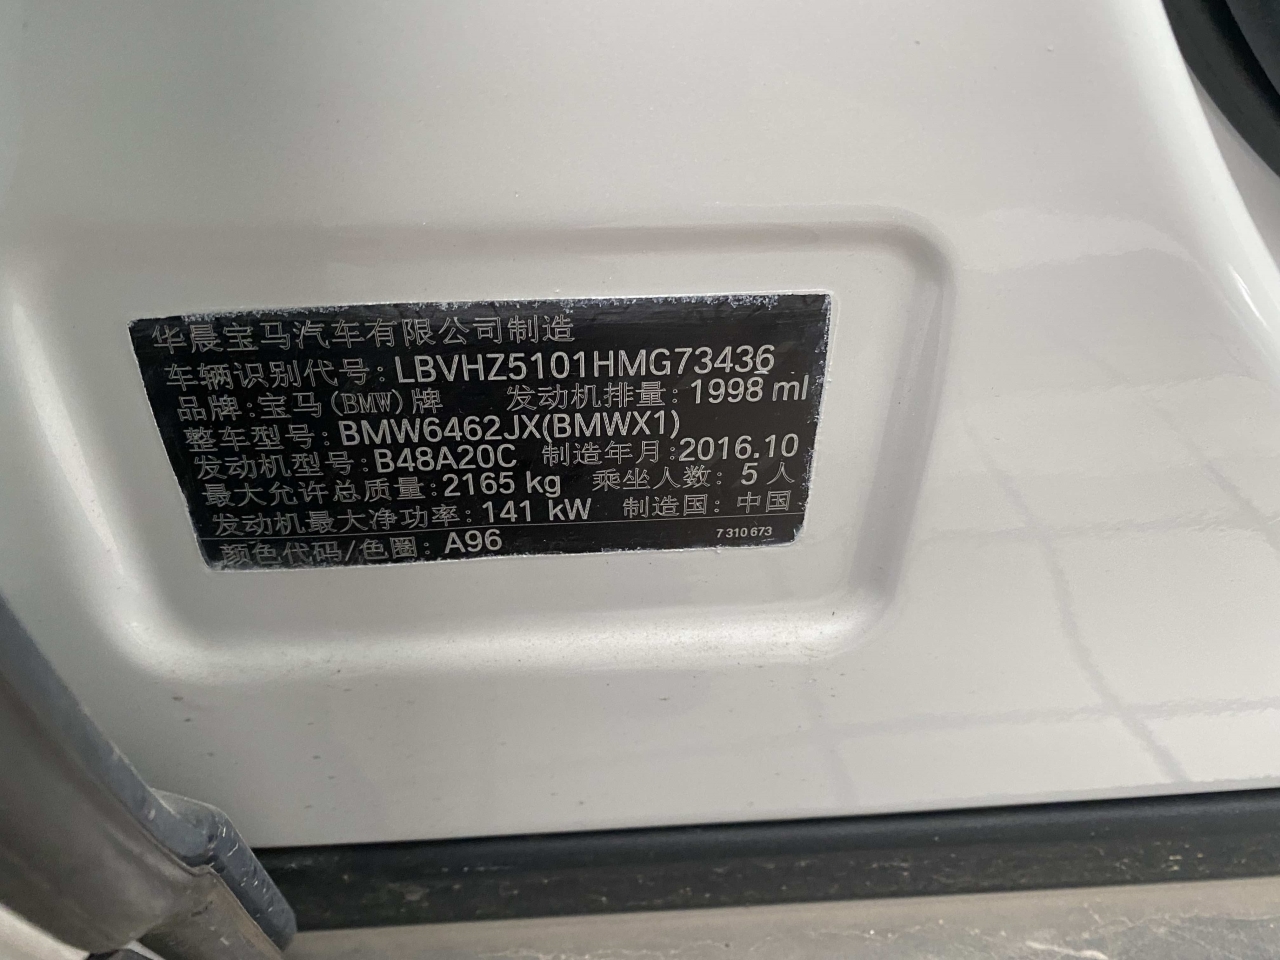 华晨宝马汽车有限公司制造
车辆识别代号: LBVHZ5101HMG73436
品牌: 宝马(BMW)牌 发动机排量: 1998 ml
整车型号: BMW6462JX(BMWX1)
发动机型号: B48A20C 制造年月: 2016.10
最大允许总质量: 2165 kg 乘坐人数: 5 人
发动机最大净功率: 141 kW 制造国: 中国
颜色代码/色圈: A96 7 310 673